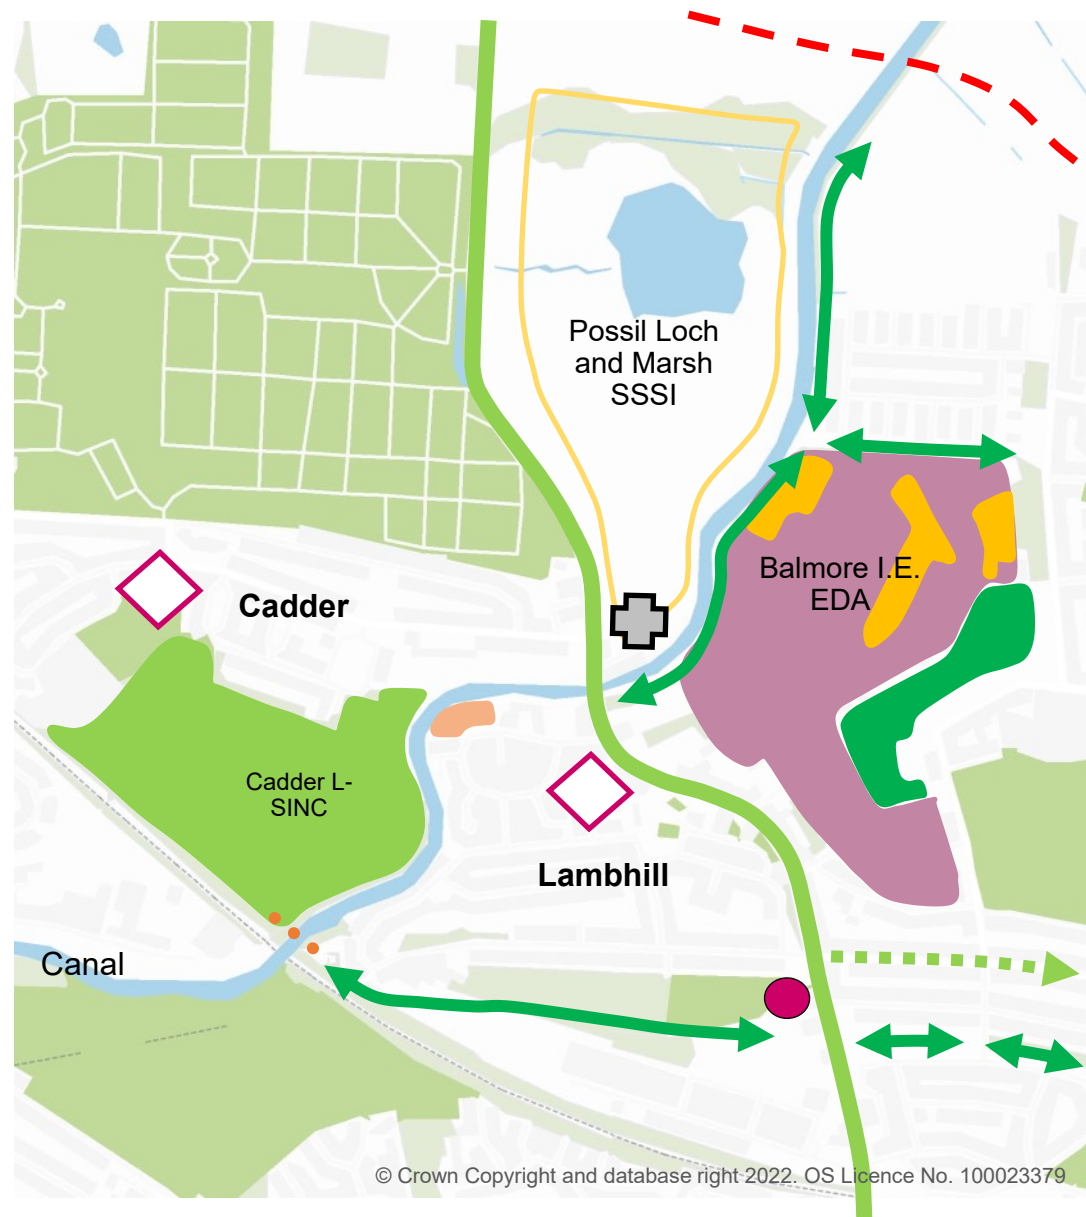 Possil Loch
and Marsh
SSSI
Balmore I.E.
EDA
Cadder
Cadder L-
SINC
Lambhill
Canal
© Crown Copyright and database right 2022. OS Licence No. 100023379